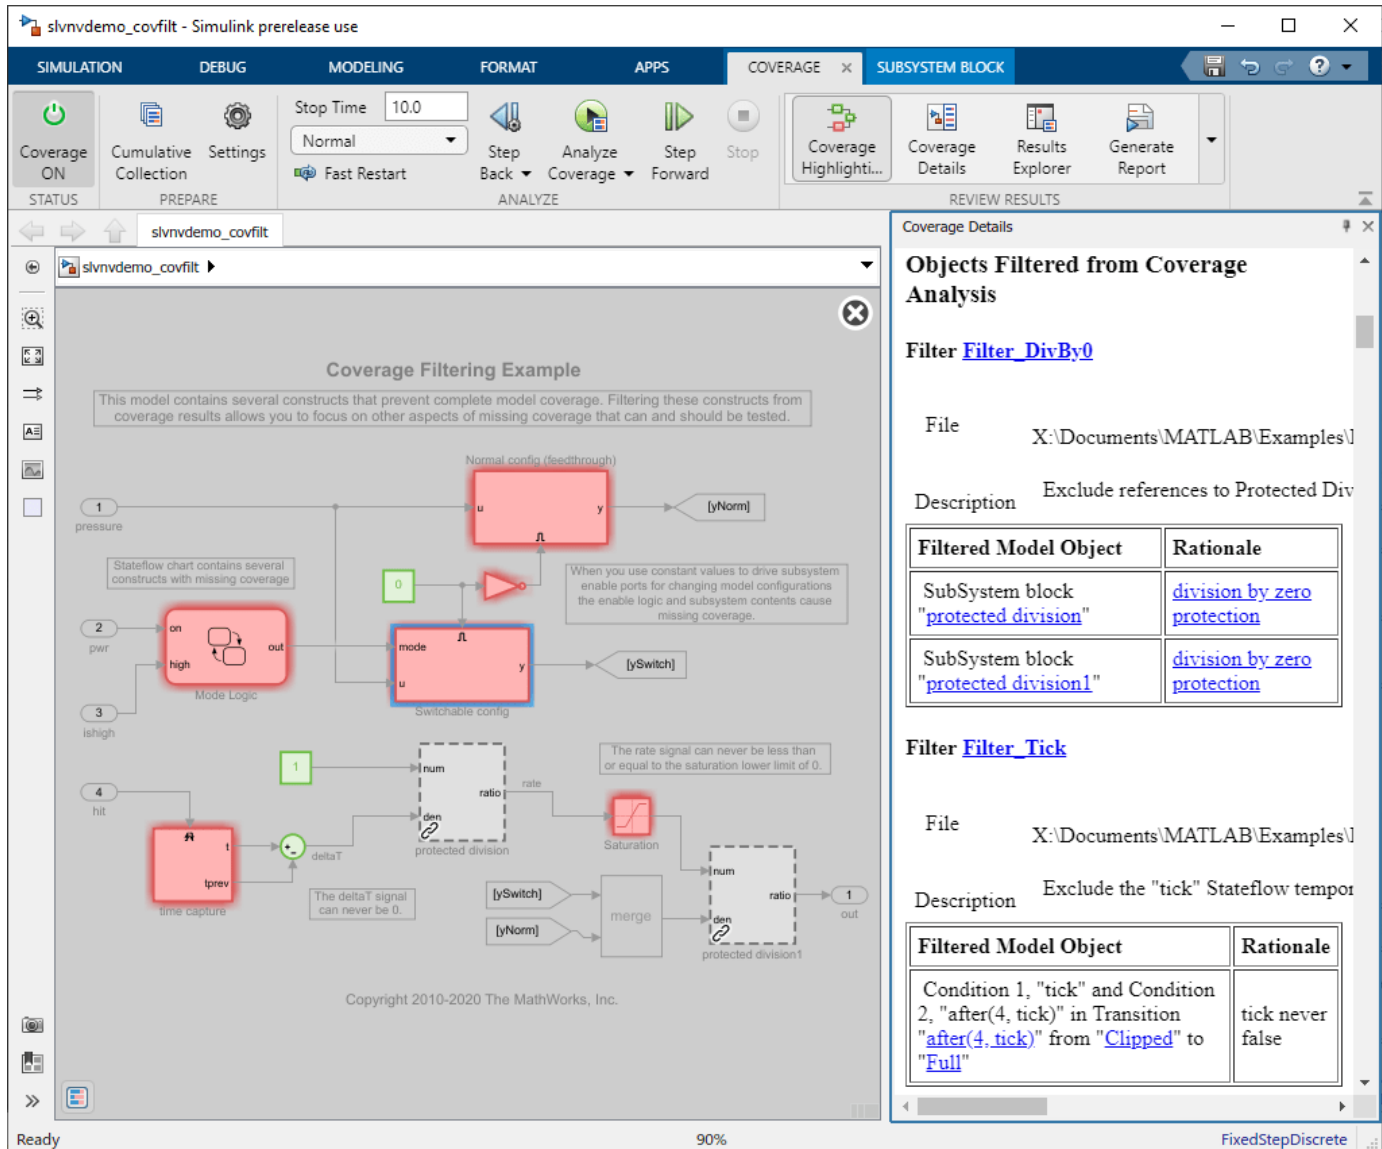 slvnvdemo_covfilt - Simulink prerelease use
SIMULATION DEBUG MODELING FORMAT APPS COVERAGE SUBSYSTEM BLOCK
Coverage ON
Cumulative Collection
Settings
Stop Time 10.0
Normal
Fast Restart
Step Back
Analyze Coverage
Step Forward
Stop
Coverage Highlighti...
Coverage Details
Results Explorer
Generate Report
STATUS PREPARE ANALYZE REVIEW RESULTS
slvnvdemo_covfilt
slvnvdemo_covfilt
Coverage Filtering Example
This model contains several constructs that prevent complete model coverage. Filtering these constructs from
coverage results allows you to focus on other aspects of missing coverage that can and should be tested.
Normal config (feedthrough)
1
pressure
u
y
[yNorm]
Stateflow chart contains several
constructs with missing coverage
0
When you use constant values to drive subsystem
enable ports for changing model configurations
the enable logic and subsystem contents cause
missing coverage.
2
pwr
on
high
out
Mode Logic
3
ishigh
mode
u
y
Switchable config
[ySwitch]
The rate signal can never be less than
or equal to the saturation lower limit of 0.
1
num
den
ratio
protected division
rate
Saturation
4
hit
t
tprev
time capture
+
-
deltaT
The deltaT signal
can never be 0.
[ySwitch]
[yNorm]
merge
num
den
ratio
protected division1
1
out
Copyright 2010-2020 The MathWorks, Inc.
Coverage Details
Objects Filtered from Coverage
Analysis
Filter Filter_DivBy0
File
X:\Documents\MATLAB\Examples\
Description
Exclude references to Protected Div
Filtered Model Object Rationale
SubSystem block
"protected division"
division by zero
protection
SubSystem block
"protected division1"
division by zero
protection
Filter Filter_Tick
File
X:\Documents\MATLAB\Examples\
Description
Exclude the "tick" Stateflow tempor
Filtered Model Object Rationale
Condition 1, "tick" and Condition
2, "after(4, tick)" in Transition
"after(4, tick)" from "Clipped" to
"Full"
tick never
false
Ready 90% FixedStepDiscrete